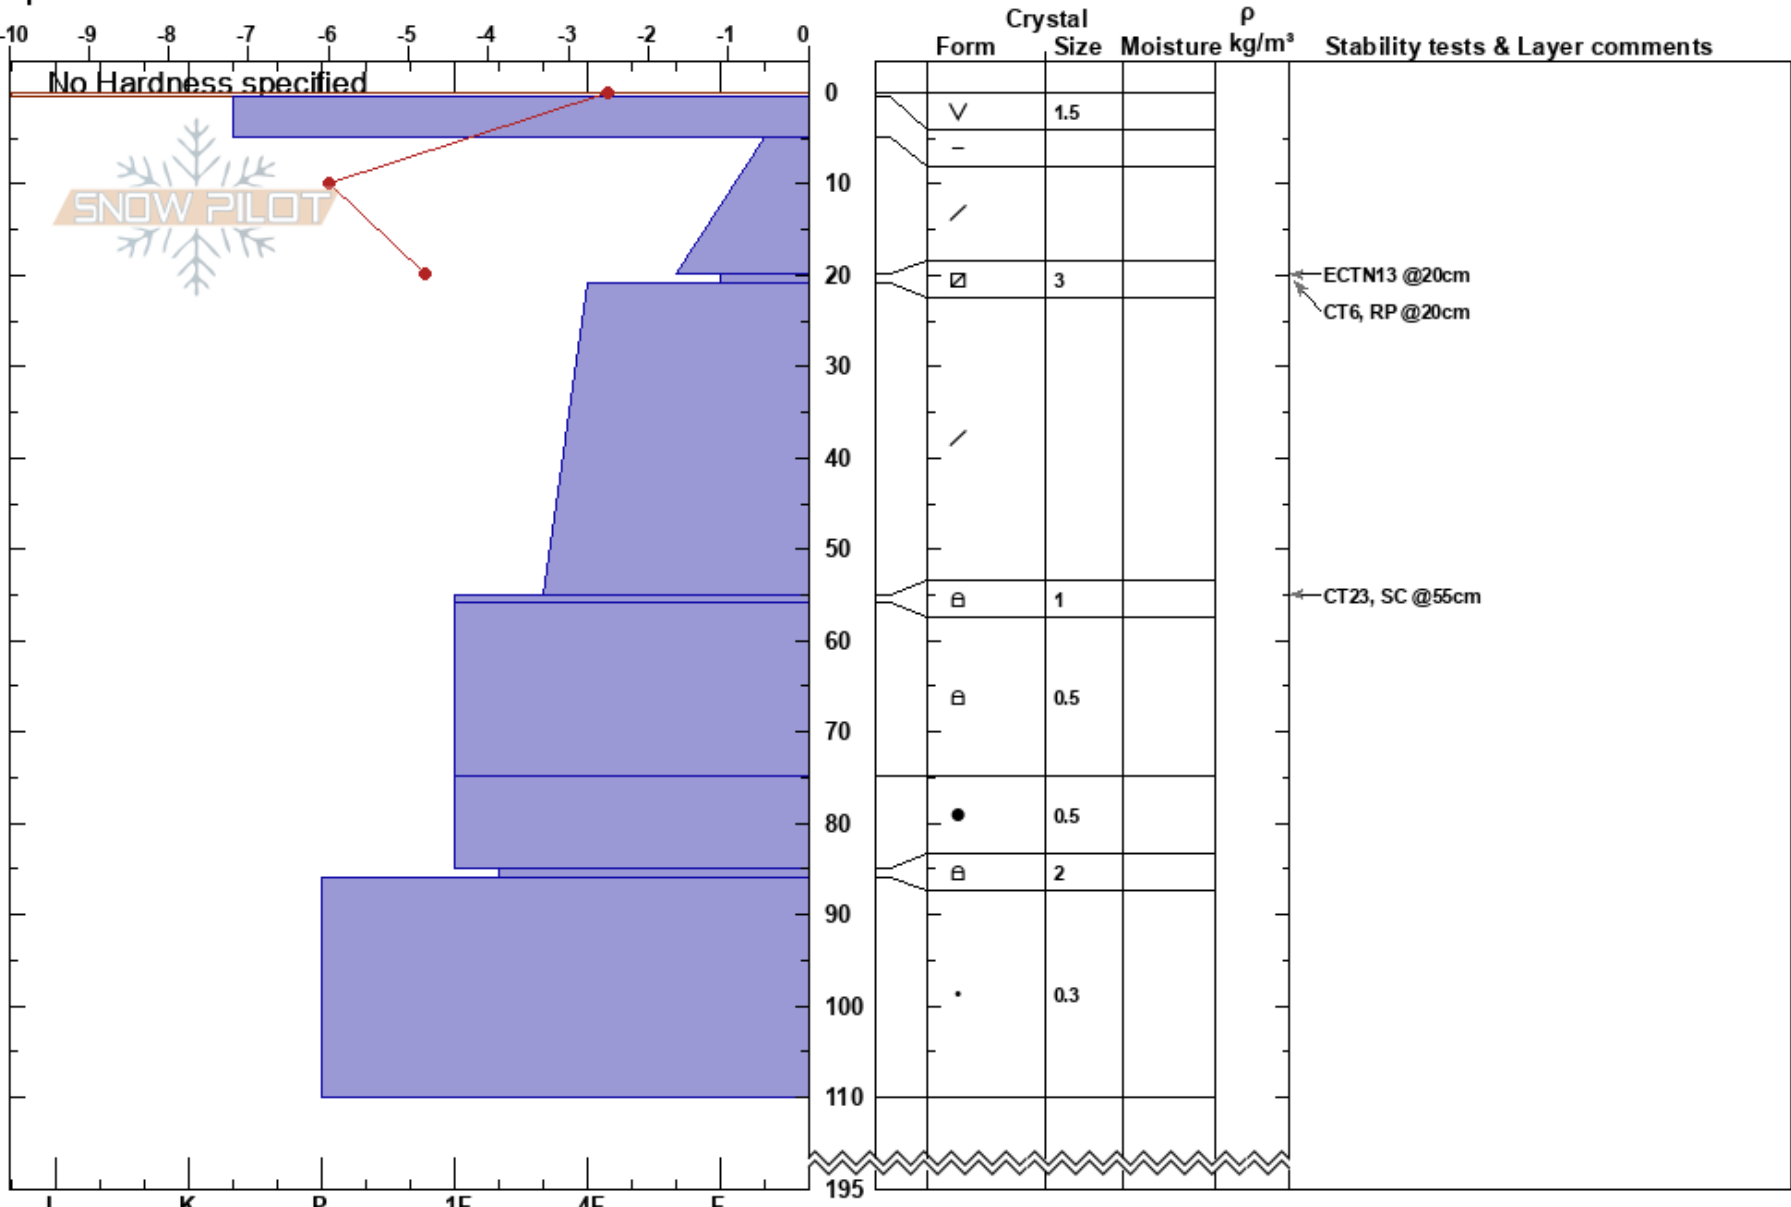 -10 -9 -8 -7 -6 -5 -4 -3 -2 -1 0
Crystal
ρ
Form Size Moisture kg/m³ Stability tests & Layer comments
No Hardness specified
0
1.5
10
SNOW PILOT
20
3
ECTN13 @20cm
CT6, RP @20cm
30
40
50
1
CT23, SC @55cm
60
0.5
70
80
0.5
2
90
100
0.3
110
195
I K P 1F 4F F